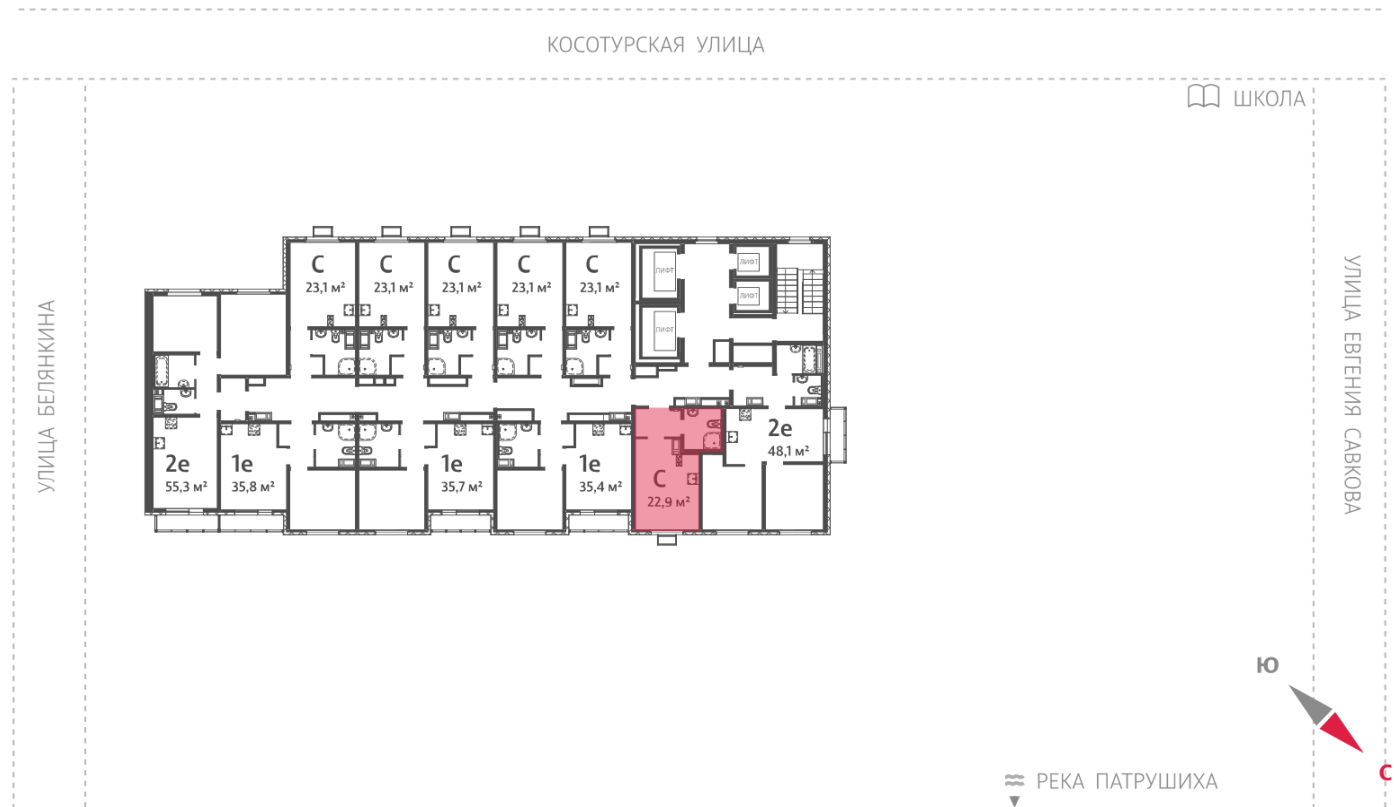 КОСОТУРСКАЯ УЛИЦА
ШКОЛА
УЛИЦА БЕЛЯНКИНА
УЛИЦА ЕВГЕНИЯ САВКОВА
С
23,1 м²
С
23,1 м²
С
23,1 м²
С
23,1 м²
С
23,1 м²
ЛИФТ
ЛИФТ
ЛИФТ
ЛИФТ
2е
55,3 м²
1е
35,8 м²
1е
35,7 м²
1е
35,4 м²
С
22,9 м²
2е
48,1 м²
Ю
С
РЕКА ПАТРУШИХА